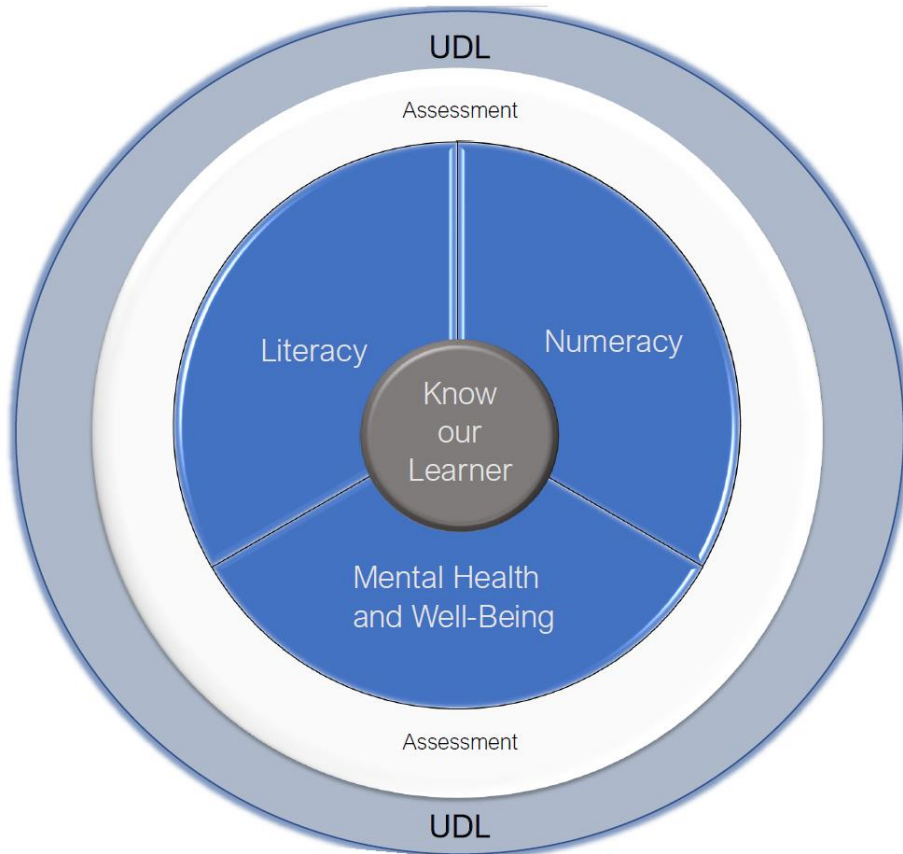 UDL
Assessment
Literacy
Numeracy
Know
our
Learner
Mental Health
and Well-Being
Assessment
UDL